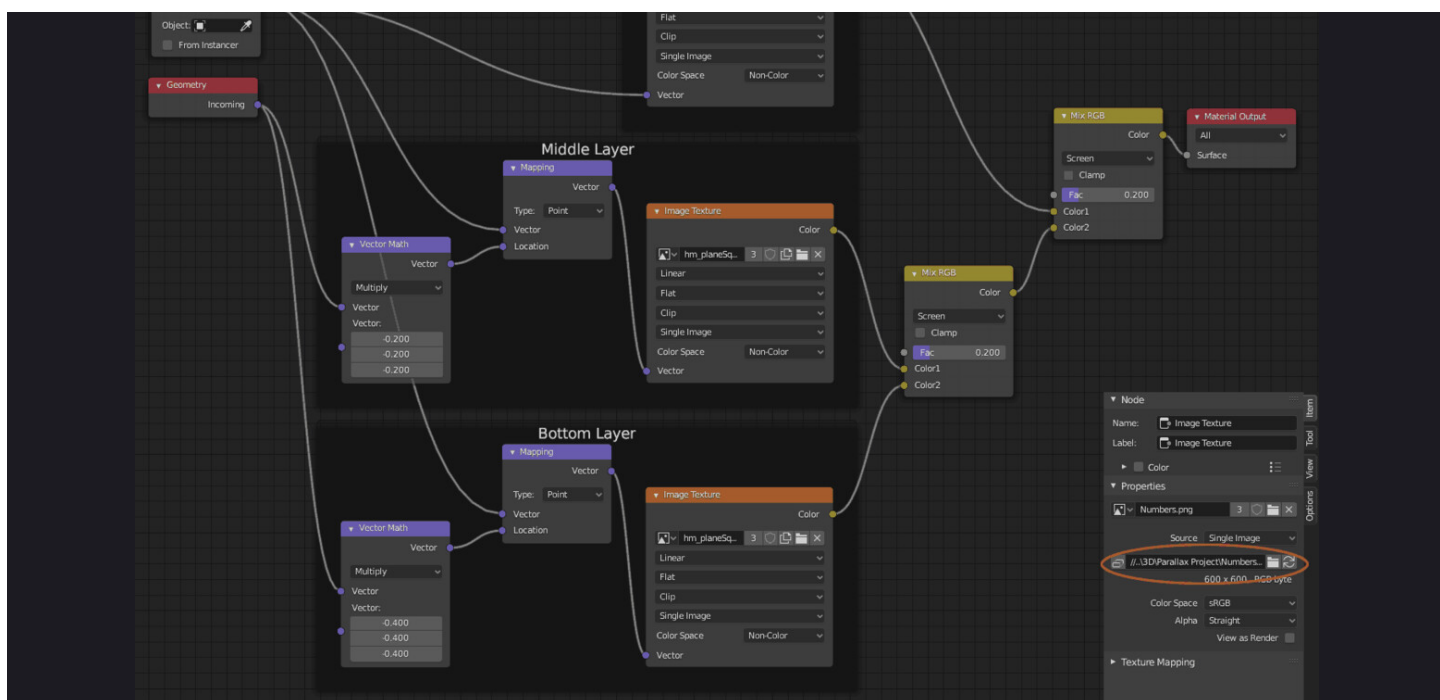 Object:
From Instancer
Geometry
Incoming
Flat
Clip
Single Image
Color Space Non-Color
Vector
Middle Layer
Mapping
Vector
Type: Point
Vector
Location
Vector Math
Vector
Multiply
Vector
Vector:
-0.200
-0.200
-0.200
Image Texture
Color
hm_planeSq... 3
Linear
Flat
Clip
Single Image
Color Space Non-Color
Vector
Bottom Layer
Mapping
Vector
Type: Point
Vector
Location
Vector Math
Vector
Multiply
Vector
Vector:
-0.400
-0.400
-0.400
Image Texture
Color
hm_planeSq... 3
Linear
Flat
Clip
Single Image
Color Space Non-Color
Vector
Mix RGB
Color
Screen
Clamp
Fac 0.200
Color1
Color2
Mix RGB
Color
Screen
Clamp
Fac 0.200
Color1
Color2
Material Output
All
Surface
Node
Name: Image Texture
Label: Image Texture
Color
Properties
Numbers.png 3
Source Single Image
//..\3D\Parallax Project\Numbers...
600 x 600, RGB byte
Color Space sRGB
Alpha Straight
View as Render
Texture Mapping
Item
Tool
View
Options